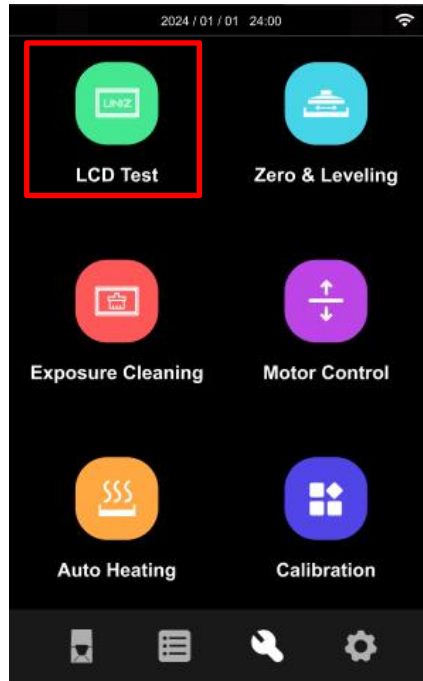 2024 / 01 / 01 24:00
UNIZ
LCD Test
Zero & Leveling
Exposure Cleaning
Motor Control
Auto Heating
Calibration